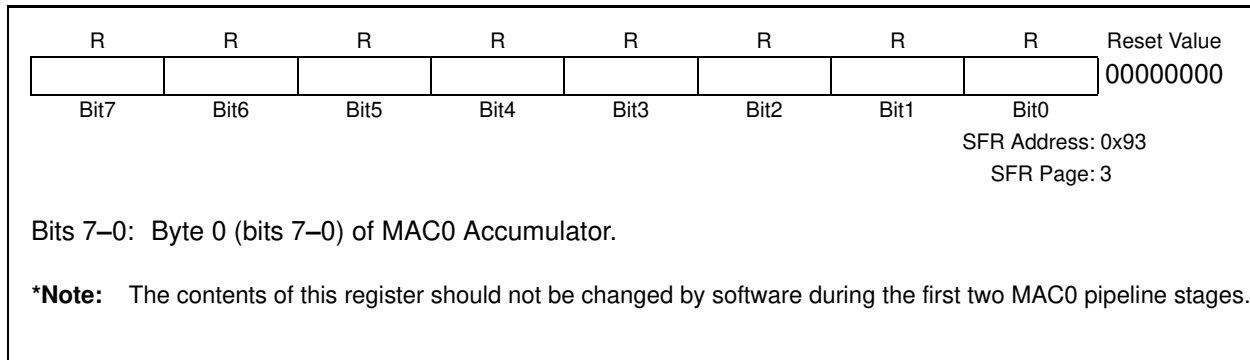 R R R R R R R R Reset Value
00000000
Bit7 Bit6 Bit5 Bit4 Bit3 Bit2 Bit1 Bit0
SFR Address: 0x93
SFR Page: 3
Bits 7–0: Byte 0 (bits 7–0) of MAC0 Accumulator.
*Note: The contents of this register should not be changed by software during the first two MAC0 pipeline stages.